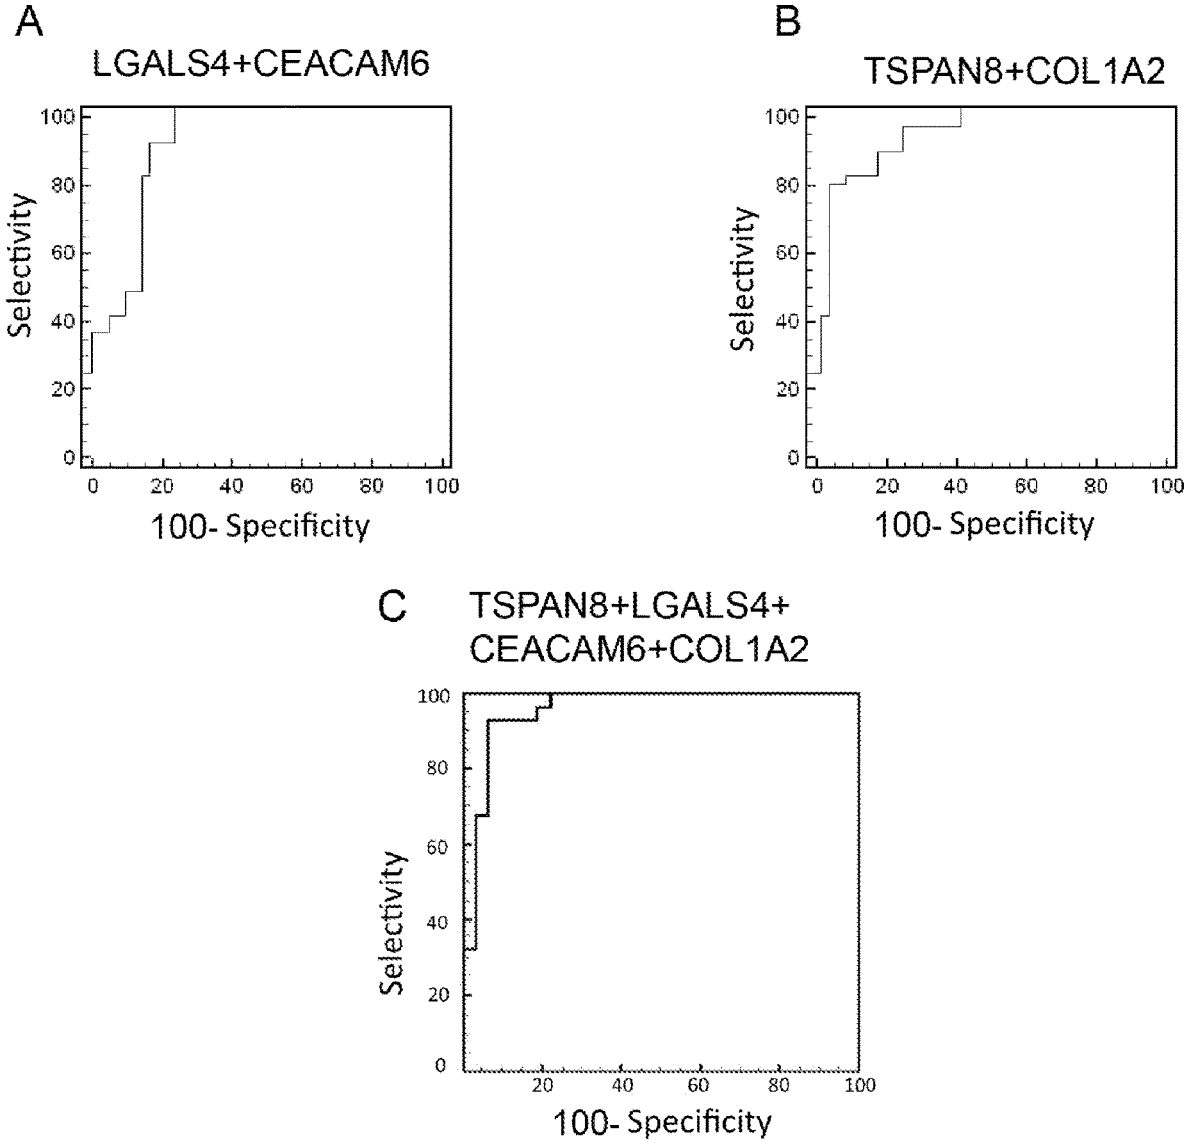 A
LGALS4+CEACAM6
100
80
60
40
20
0
Selectivity
0 20 40 60 80 100
100- Specificity
B
TSPAN8+COL1A2
100
80
60
40
20
0
Selectivity
0 20 40 60 80 100
100- Specificity
C
TSPAN8+LGALS4+
CEACAM6+COL1A2
100
80
60
40
20
0
Selectivity
20 40 60 80 100
100- Specificity